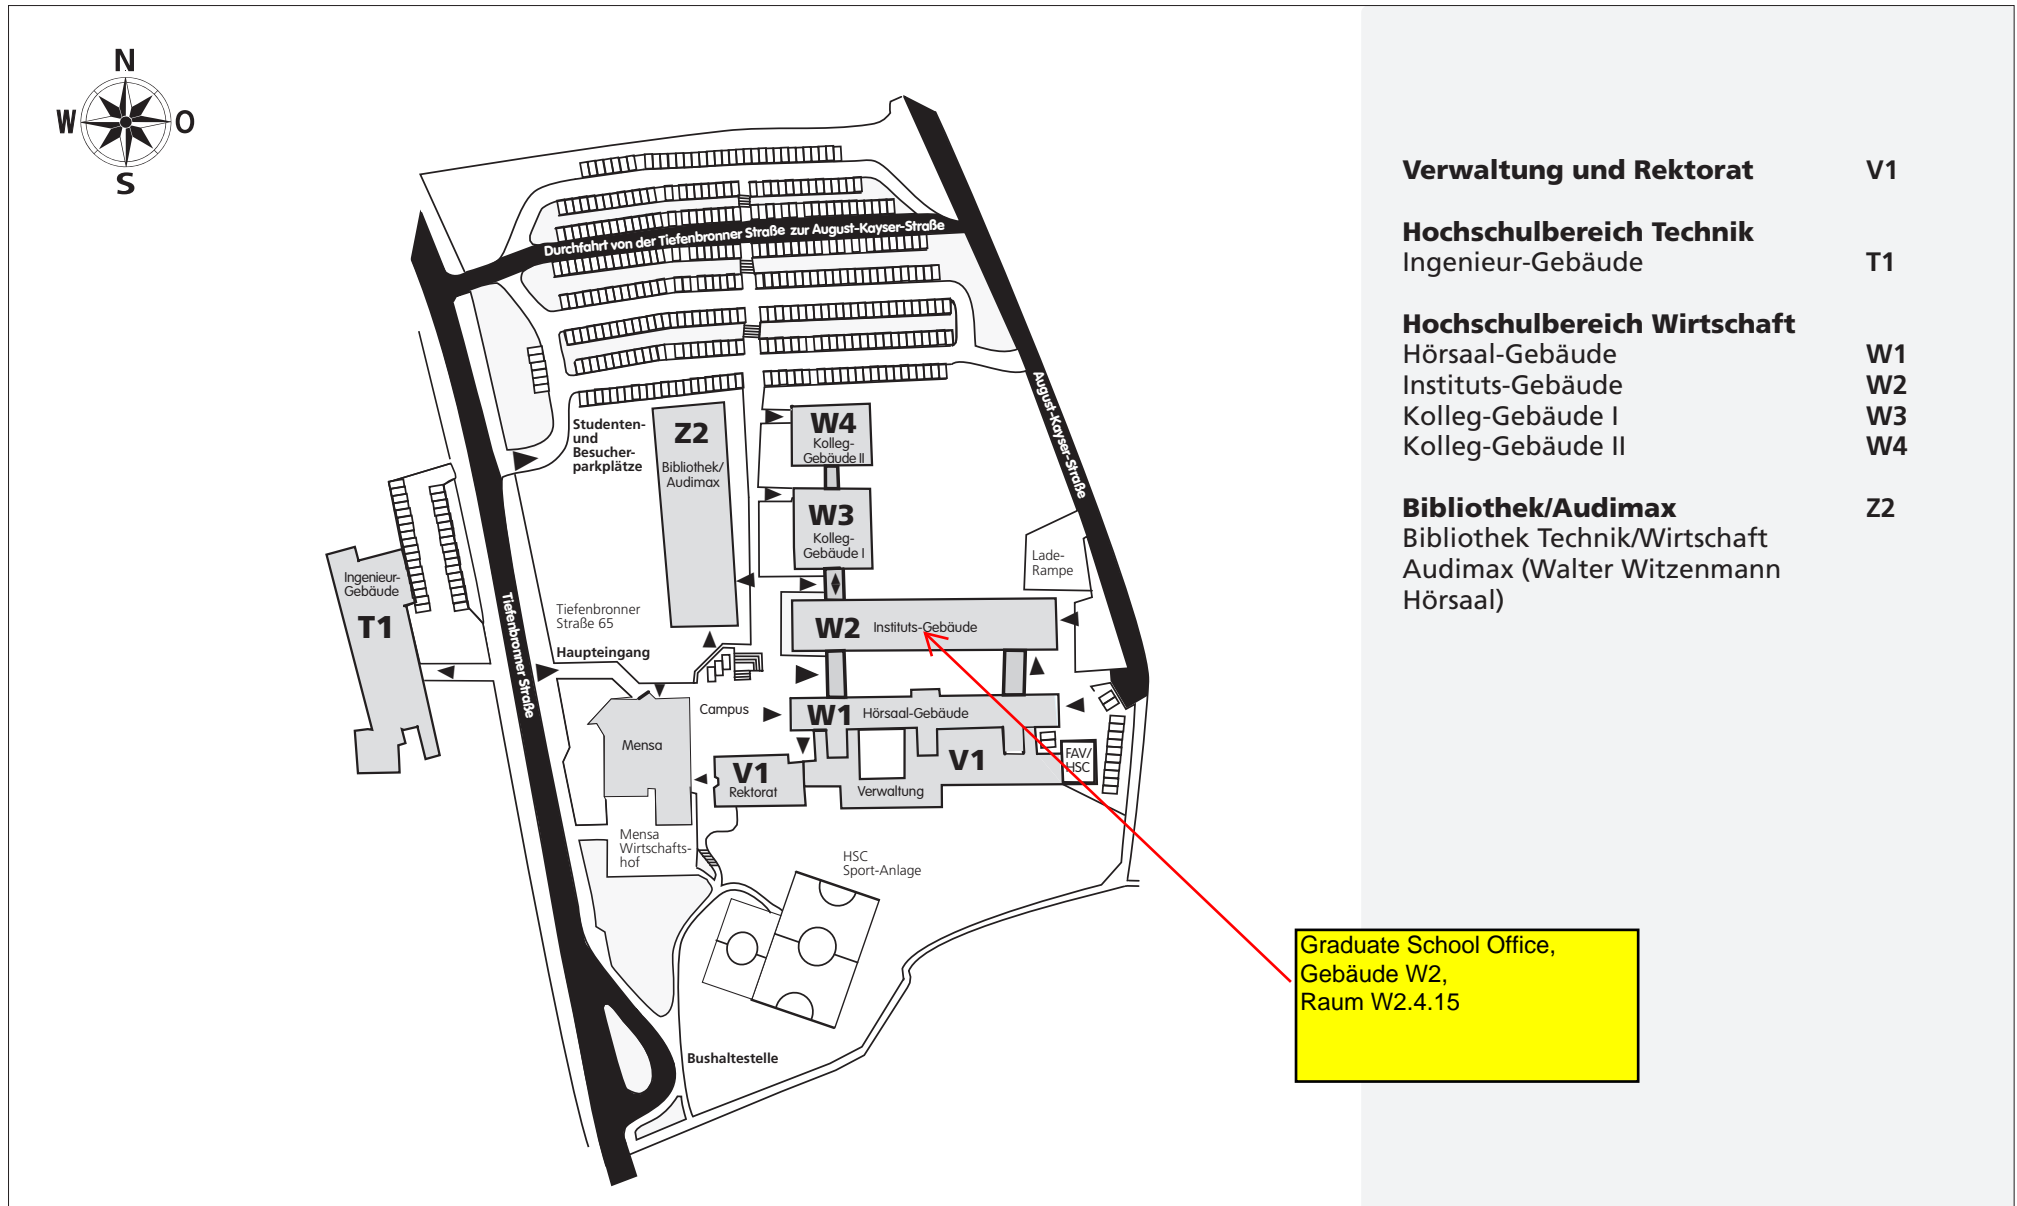 N
W
O
S
Durchfahrt von der Tiefenbronner Straße zur August-Kayser-Straße
August-Kayser-Straße
Studenten-
und
Besucher-
parkplätze
Z2
Bibliothek/
Audimax
W4
Kolleg-
Gebäude II
W3
Kolleg-
Gebäude I
Lade-
Rampe
Ingenieur-
Gebäude
T1
Tiefenbronner Straße
Tiefenbronner
Straße 65
Haupteingang
W2
Instituts-Gebäude
Campus
W1
Hörsaal-Gebäude
Mensa
V1
Rektorat
V1
Verwaltung
FAV/
HSC
Mensa
Wirtschafts-
hof
HSC
Sport-Anlage
Bushaltestelle
Verwaltung und Rektorat V1
Hochschulbereich Technik
Ingenieur-Gebäude T1
Hochschulbereich Wirtschaft
Hörsaal-Gebäude W1
Instituts-Gebäude W2
Kolleg-Gebäude I W3
Kolleg-Gebäude II W4
Bibliothek/Audimax Z2
Bibliothek Technik/Wirtschaft
Audimax (Walter Witzenmann
Hörsaal)
Graduate School Office,
Gebäude W2,
Raum W2.4.15